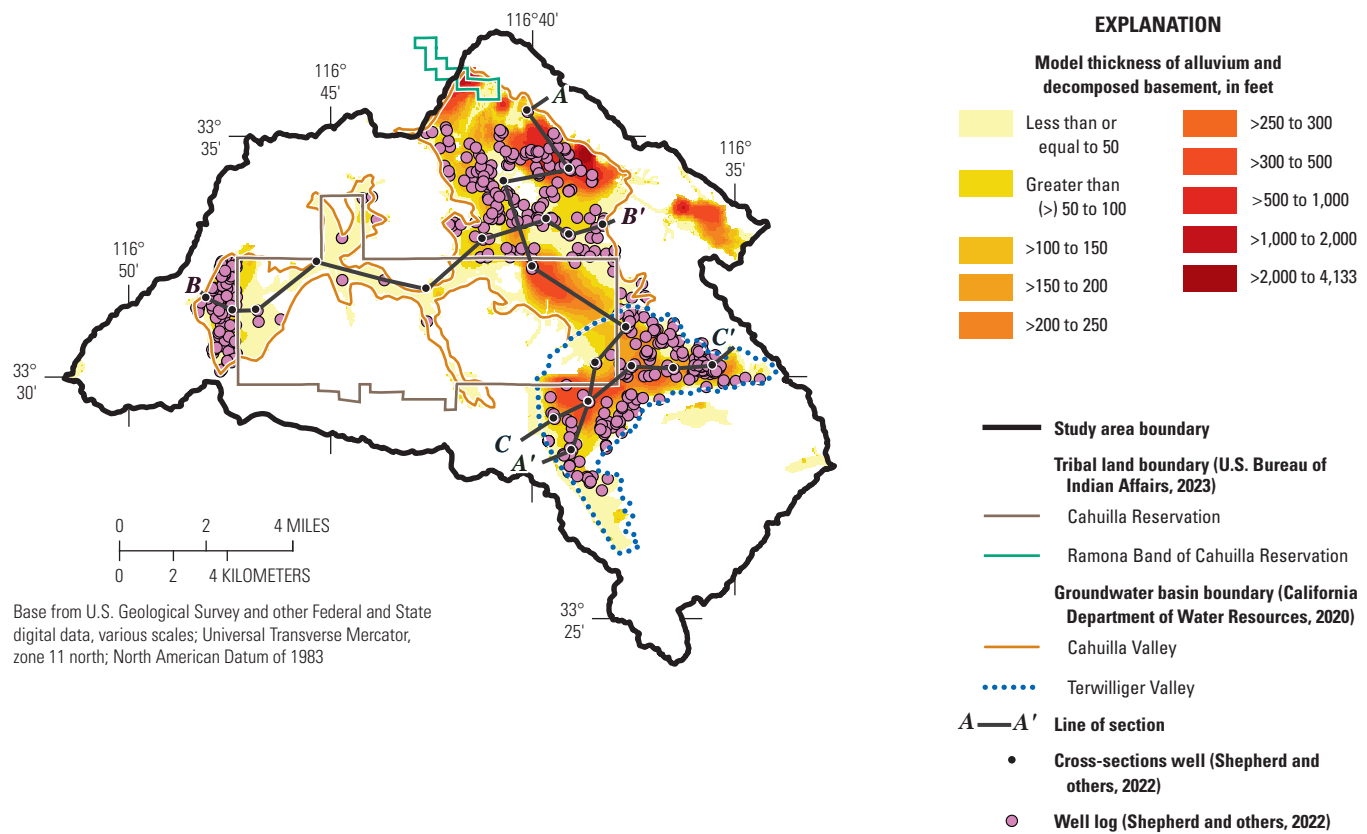 116°40'
116°
45'
A
33°
35'
116°
35'
B'
116°
50'
B
C'
33°
30'
C
A'
0 2 4 MILES
0 2 4 KILOMETERS
33°
25'
Base from U.S. Geological Survey and other Federal and State
digital data, various scales; Universal Transverse Mercator,
zone 11 north; North American Datum of 1983
EXPLANATION
Model thickness of alluvium and
decomposed basement, in feet
Less than or
equal to 50
Greater than
(>) 50 to 100
>100 to 150
>150 to 200
>200 to 250
>250 to 300
>300 to 500
>500 to 1,000
>1,000 to 2,000
>2,000 to 4,133
Study area boundary
Tribal land boundary (U.S. Bureau of
Indian Affairs, 2023)
Cahuilla Reservation
Ramona Band of Cahuilla Reservation
Groundwater basin boundary (California
Department of Water Resources, 2020)
Cahuilla Valley
Terwilliger Valley
A A' Line of section
Cross-sections well (Shepherd and
others, 2022)
Well log (Shepherd and others, 2022)